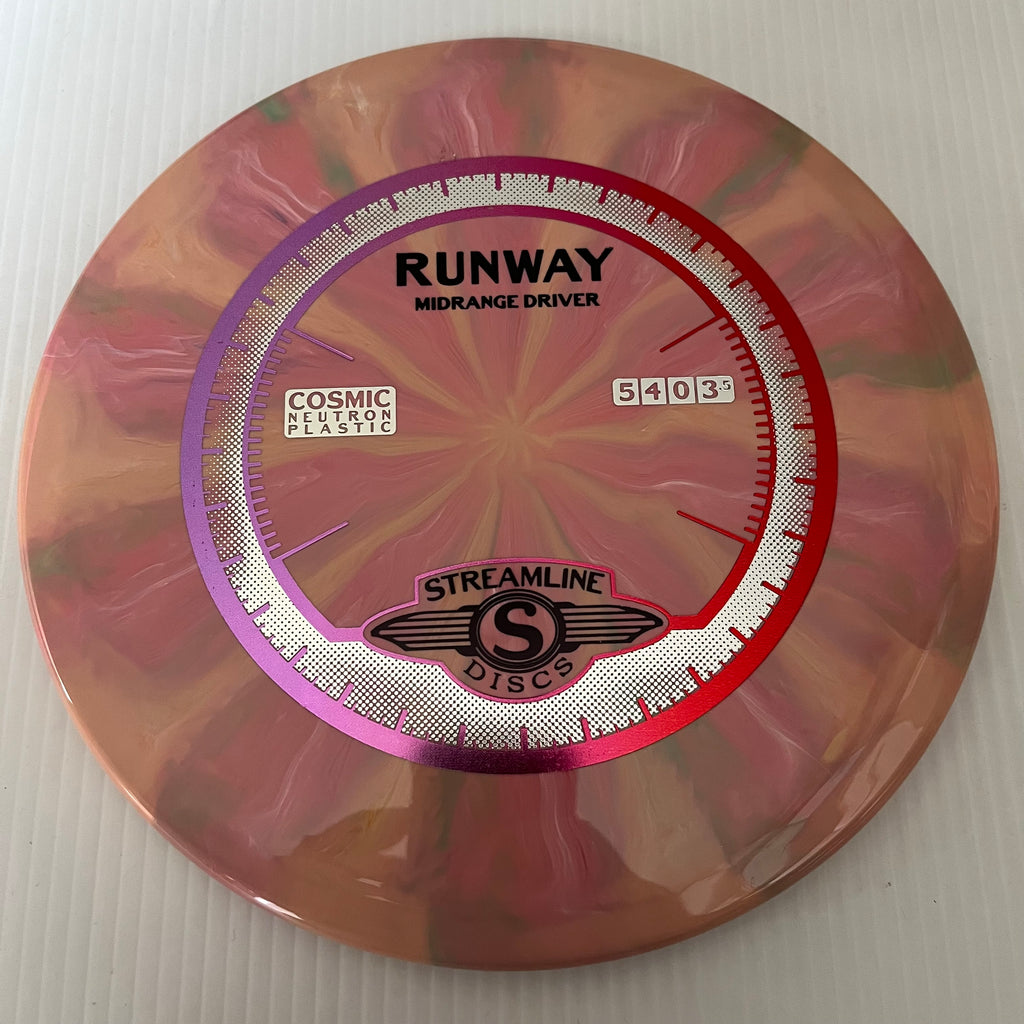 RUNWAY
MIDRANGE DRIVER
COSMIC
NEUTRON
PLASTIC
5 4 0 3.5
STREAMLINE
S
DISCS